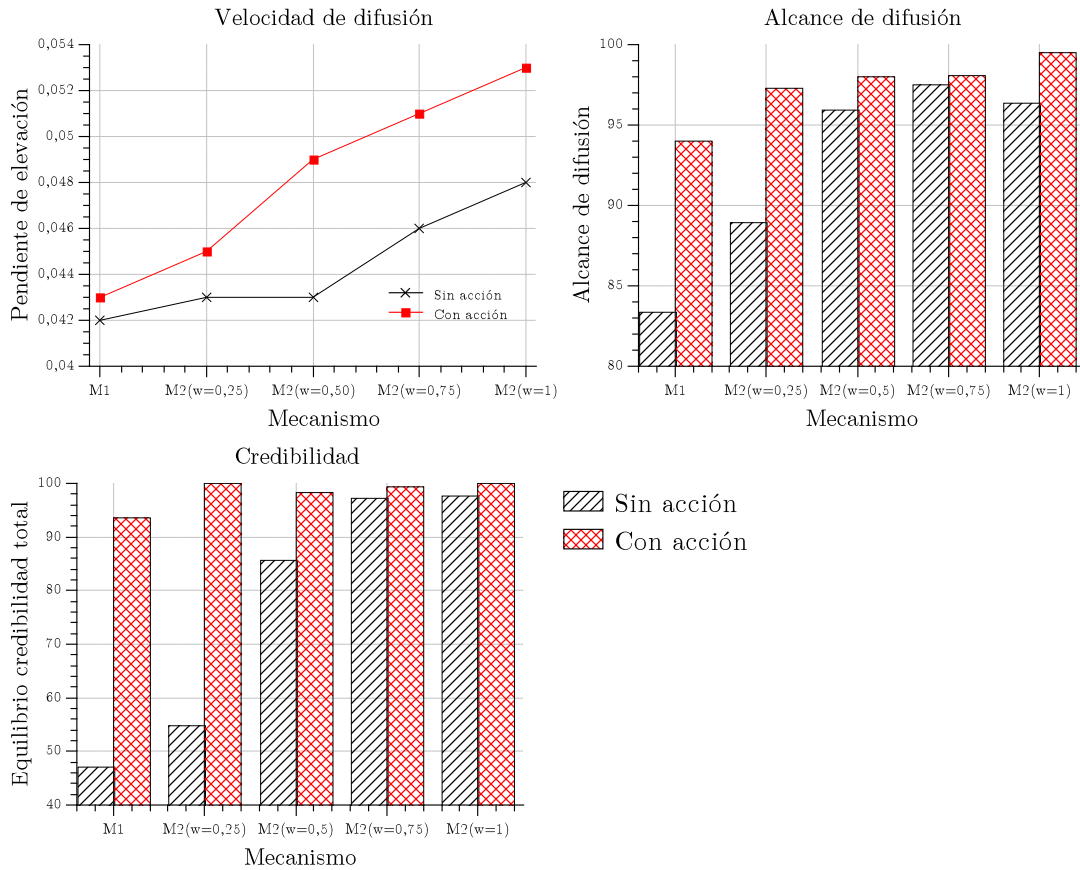 Velocidad de difusión
0,054
0,052
0,05
0,048
0,046
0,044
0,042
0,04
Pendiente de elevación
Sin acción
Con acción
M1
M2(w=0,25)
M2(w=0,50)
M2(w=0,75)
M2(w=1)
Mecanismo
Alcance de difusión
100
95
90
85
80
Alcance de difusión
M1
M2(w=0,25)
M2(w=0,5)
M2(w=0,75)
M2(w=1)
Mecanismo
Credibilidad
100
90
80
70
60
50
40
Equilibrio credibilidad total
M1
M2(w=0,25)
M2(w=0,5)
M2(w=0,75)
M2(w=1)
Mecanismo
Sin acción
Con acción